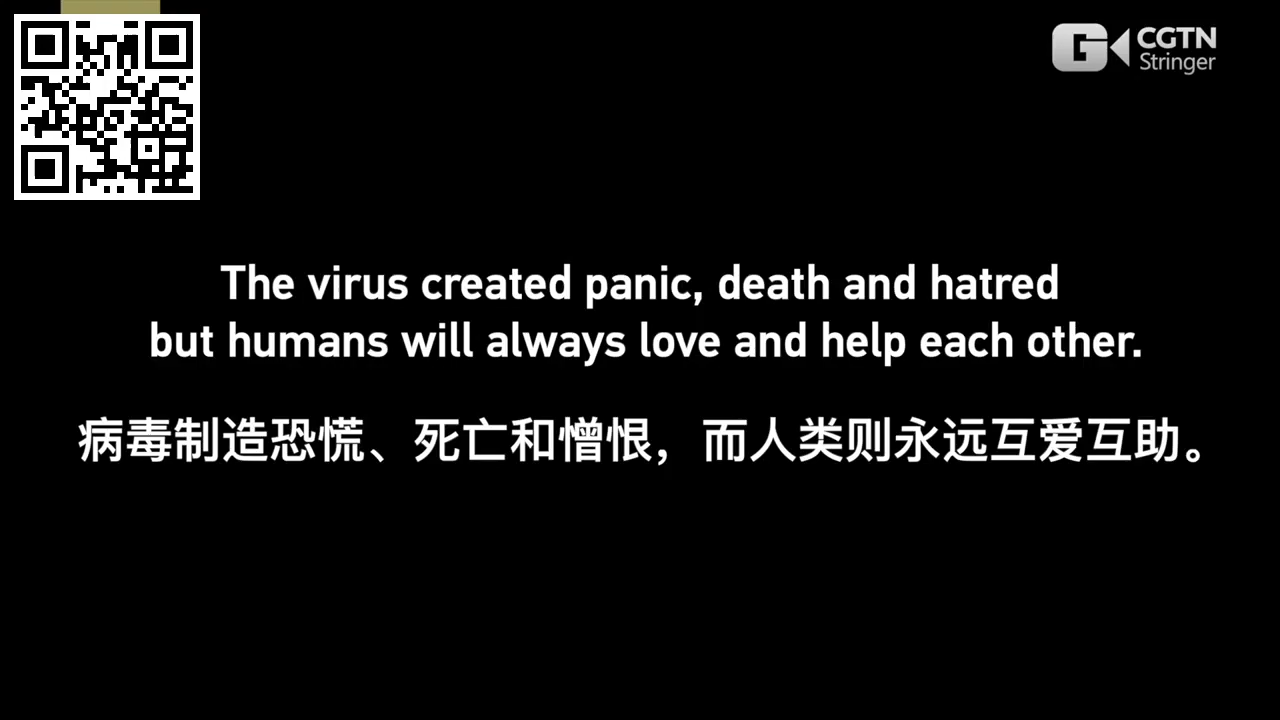 CGTN
Stringer
The virus created panic, death and hatred
but humans will always love and help each other.
病毒制造恐慌、死亡和憎恨，而人类则永远互爱互助。